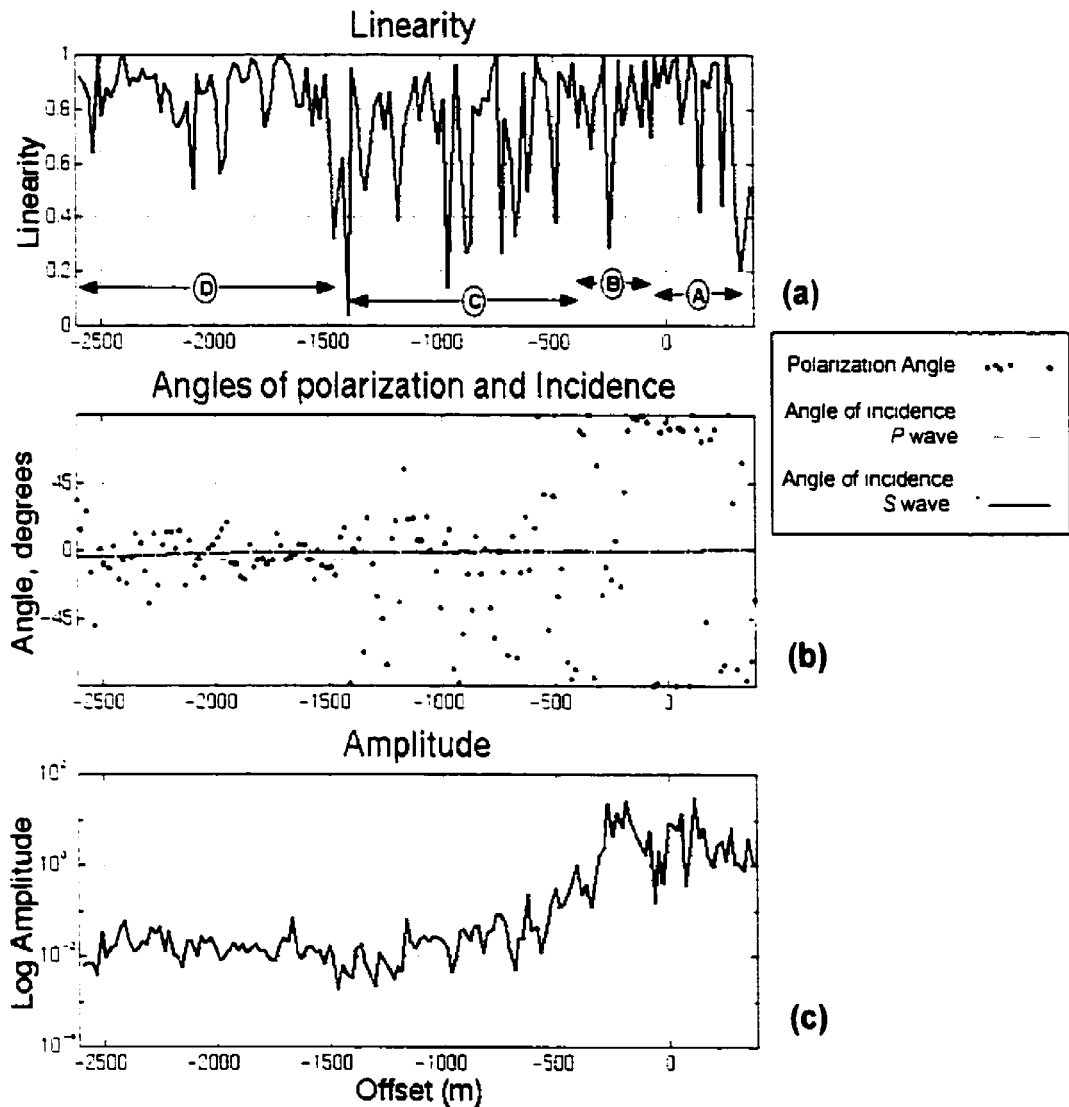 Linearity
1
0.8
0.6
0.4
0.2
0
Linearity
D
C
B
A
(a)
-2500
-2000
-1500
-1000
-500
0
Angles of polarization and Incidence
Polarization Angle
Angle of incidence
P wave
Angle of incidence
S wave
-45
0
-45
Angle, degrees
(b)
-2500
-2000
-1500
-1000
-500
0
Amplitude
Log Amplitude
(c)
-2500
-2000
-1500
-1000
-500
0
Offset (m)